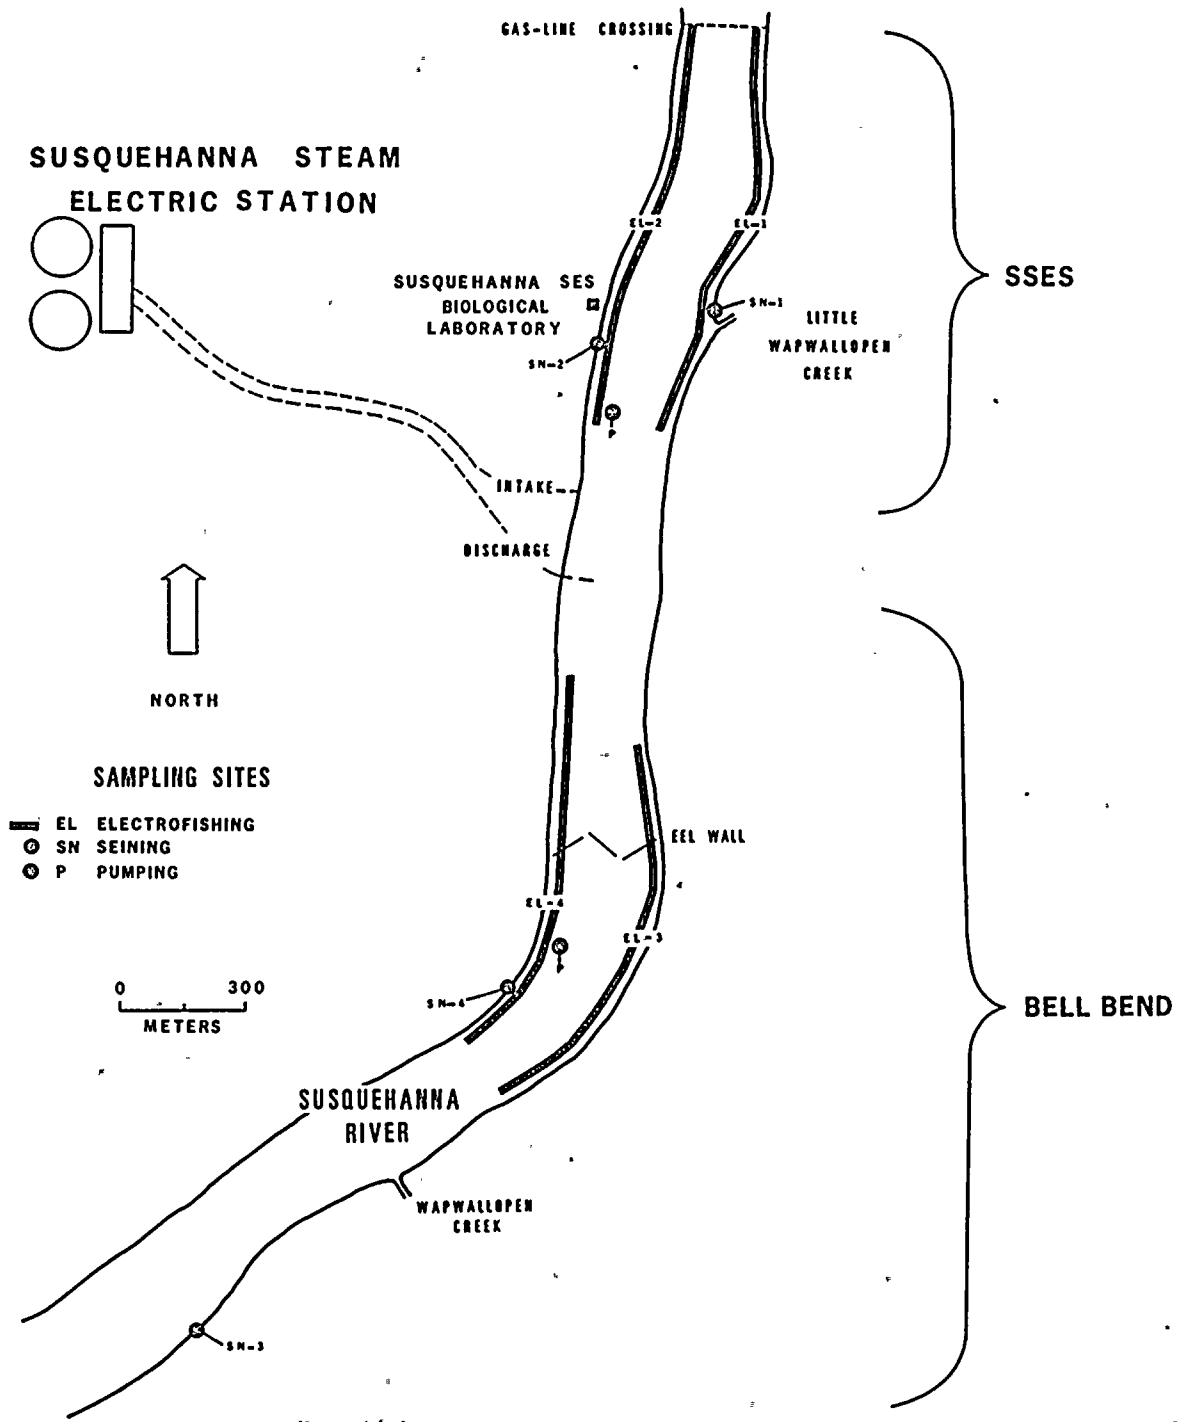 GAS-LINE CROSSING
SUSQUEHANNA STEAM
ELECTRIC STATION
EL-2
EL-1
SSES
SUSQUEHANNA SES
BIOLOGICAL
LABORATORY
SN-1
LITTLE
WAPWALLOPEN
CREEK
SN-2
P
INTAKE
DISCHARGE
NORTH
SAMPLING SITES
EL ELECTROFISHING
SN SEINING
P PUMPING
EEL WALL
EL-4
EL-3
P
SN-4
0 300
METERS
BELL BEND
SUSQUEHANNA
RIVER
WAPWALLOPEN
CREEK
SN-3